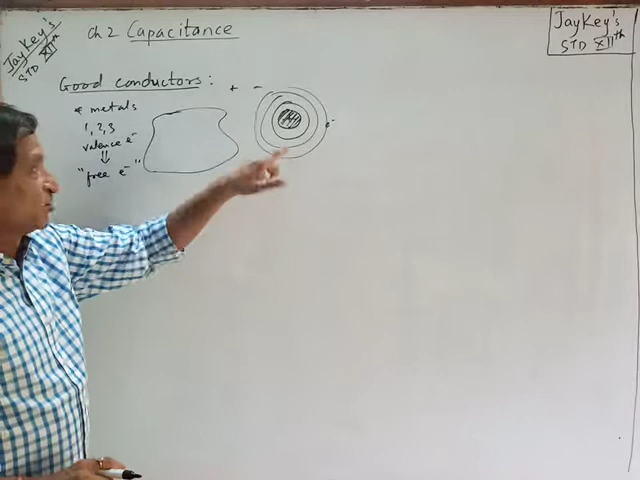 JayKey's
STD XIIth
Ch 2 Capacitance
JayKey's
STD XIIth
Good conductors :
* metals
1, 2, 3
valence e⁻
⇓
"free e⁻"
+ -
e⁻